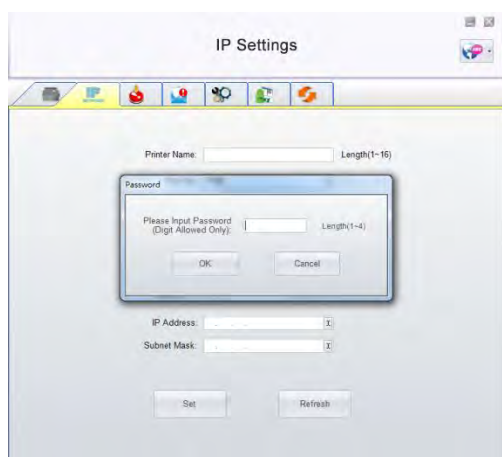 IP Settings
IP
Printer Name: Length(1~16)
Password
Please Input Password
(Digit Allowed Only): Length(1~4)
OK Cancel
IP Address:
Subnet Mask:
Set Refresh